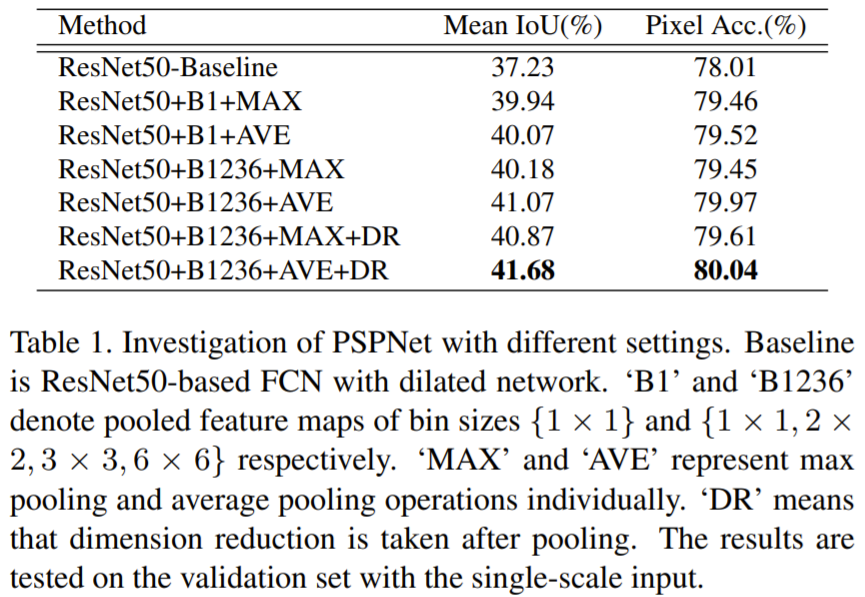 Method Mean IoU(%) Pixel Acc.(%)
ResNet50-Baseline 37.23 78.01
ResNet50+B1+MAX 39.94 79.46
ResNet50+B1+AVE 40.07 79.52
ResNet50+B1236+MAX 40.18 79.45
ResNet50+B1236+AVE 41.07 79.97
ResNet50+B1236+MAX+DR 40.87 79.61
ResNet50+B1236+AVE+DR 41.68 80.04
Table 1. Investigation of PSPNet with different settings. Baseline
is ResNet50-based FCN with dilated network. ‘B1’ and ‘B1236’
denote pooled feature maps of bin sizes {1 × 1} and {1 × 1, 2 ×
2, 3 × 3, 6 × 6} respectively. ‘MAX’ and ‘AVE’ represent max
pooling and average pooling operations individually. ‘DR’ means
that dimension reduction is taken after pooling. The results are
tested on the validation set with the single-scale input.